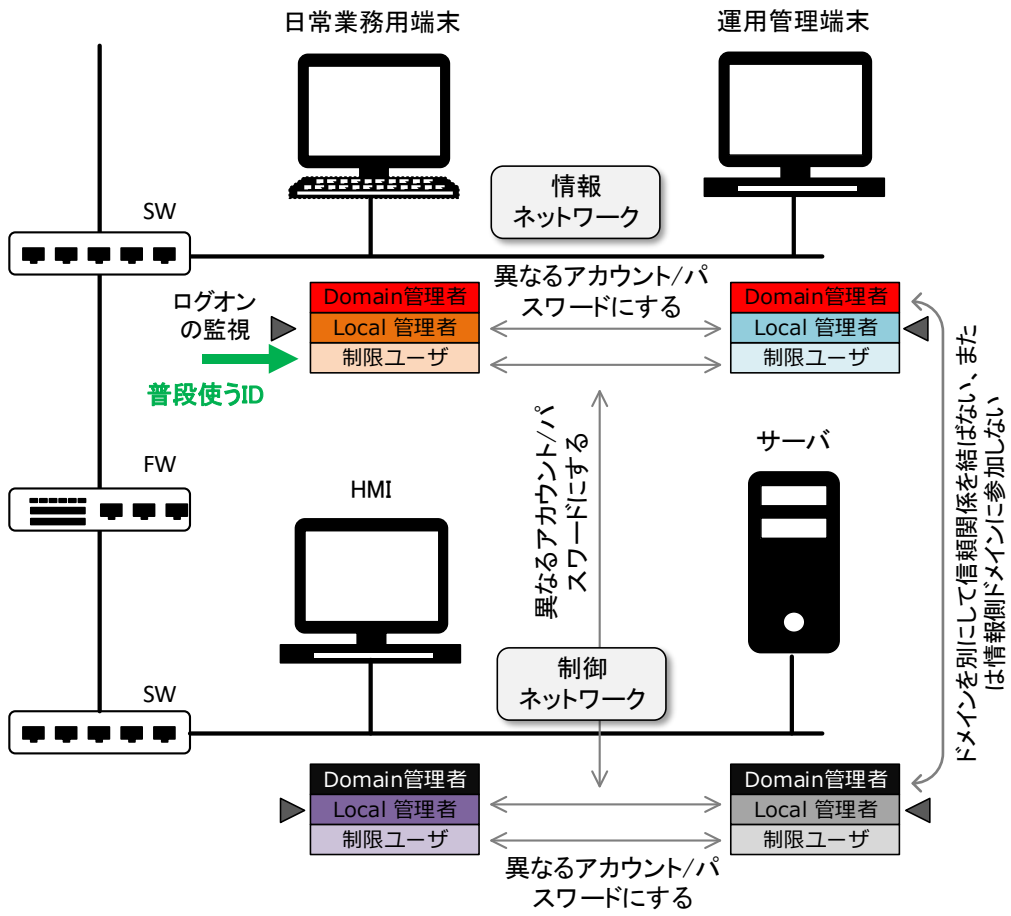 日常業務用端末
運用管理端末
情報
ネットワーク
SW
異なるアカウント/パ
スワードにする
ログオン
の監視
普段使うID
Domain管理者
Local 管理者
制限ユーザ
Domain管理者
Local 管理者
制限ユーザ
異なるアカウント/パ
スワードにする
ドメインを別にして信頼関係を結ばない、また
は情報側ドメインに参加しない
FW
HMI
サーバ
制御
ネットワーク
SW
Domain管理者
Local 管理者
制限ユーザ
Domain管理者
Local 管理者
制限ユーザ
異なるアカウント/パ
スワードにする